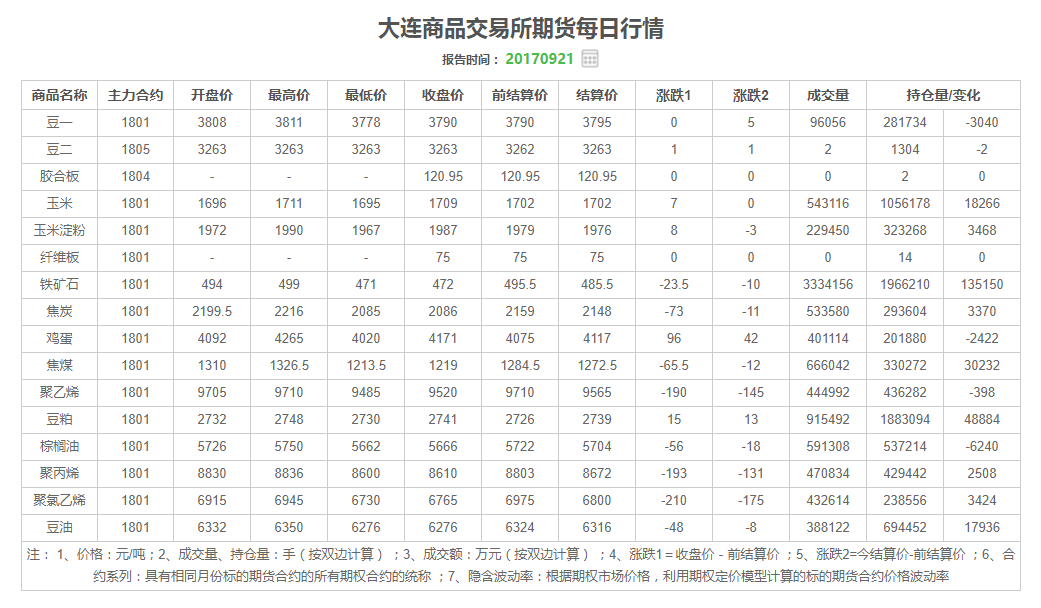 大连商品交易所期货每日行情
报告时间： 20170921
商品名称 主力合约 开盘价 最高价 最低价 收盘价 前结算价 结算价 涨跌1 涨跌2 成交量 持仓量/变化
豆一 1801 3808 3811 3778 3790 3790 3795 0 5 96056 281734 -3040
豆二 1805 3263 3263 3263 3263 3262 3263 1 1 2 1304 -2
胶合板 1804 - - - 120.95 120.95 120.95 0 0 0 2 0
玉米 1801 1696 1711 1695 1709 1702 1702 7 0 543116 1056178 18266
玉米淀粉 1801 1972 1990 1967 1987 1979 1976 8 -3 229450 323268 3468
纤维板 1801 - - - 75 75 75 0 0 0 14 0
铁矿石 1801 494 499 471 472 495.5 485.5 -23.5 -10 3334156 1966210 135150
焦炭 1801 2199.5 2216 2085 2086 2159 2148 -73 -11 533580 293604 3370
鸡蛋 1801 4092 4265 4020 4171 4075 4117 96 42 401114 201880 -2422
焦煤 1801 1310 1326.5 1213.5 1219 1284.5 1272.5 -65.5 -12 666042 330272 30232
聚乙烯 1801 9705 9710 9485 9520 9710 9565 -190 -145 444992 436282 -398
豆粕 1801 2732 2748 2730 2741 2726 2739 15 13 915492 1883094 48884
棕榈油 1801 5726 5750 5662 5666 5722 5704 -56 -18 591308 537214 -6240
聚丙烯 1801 8830 8836 8600 8610 8803 8672 -193 -131 470834 429442 2508
聚氯乙烯 1801 6915 6945 6730 6765 6975 6800 -210 -175 432614 238556 3424
豆油 1801 6332 6350 6276 6276 6324 6316 -48 -8 388122 694452 17936
注： 1、价格：元/吨；2、成交量、持仓量：手（按双边计算） ；3、成交额：万元（按双边计算） ；4、涨跌1＝收盘价－前结算价 ；5、涨跌2=今结算价-前结算价 ；6、合
约系列：具有相同月份标的期货合约的所有期权合约的统称 ；7、隐含波动率：根据期权市场价格，利用期权定价模型计算的标的期货合约价格波动率